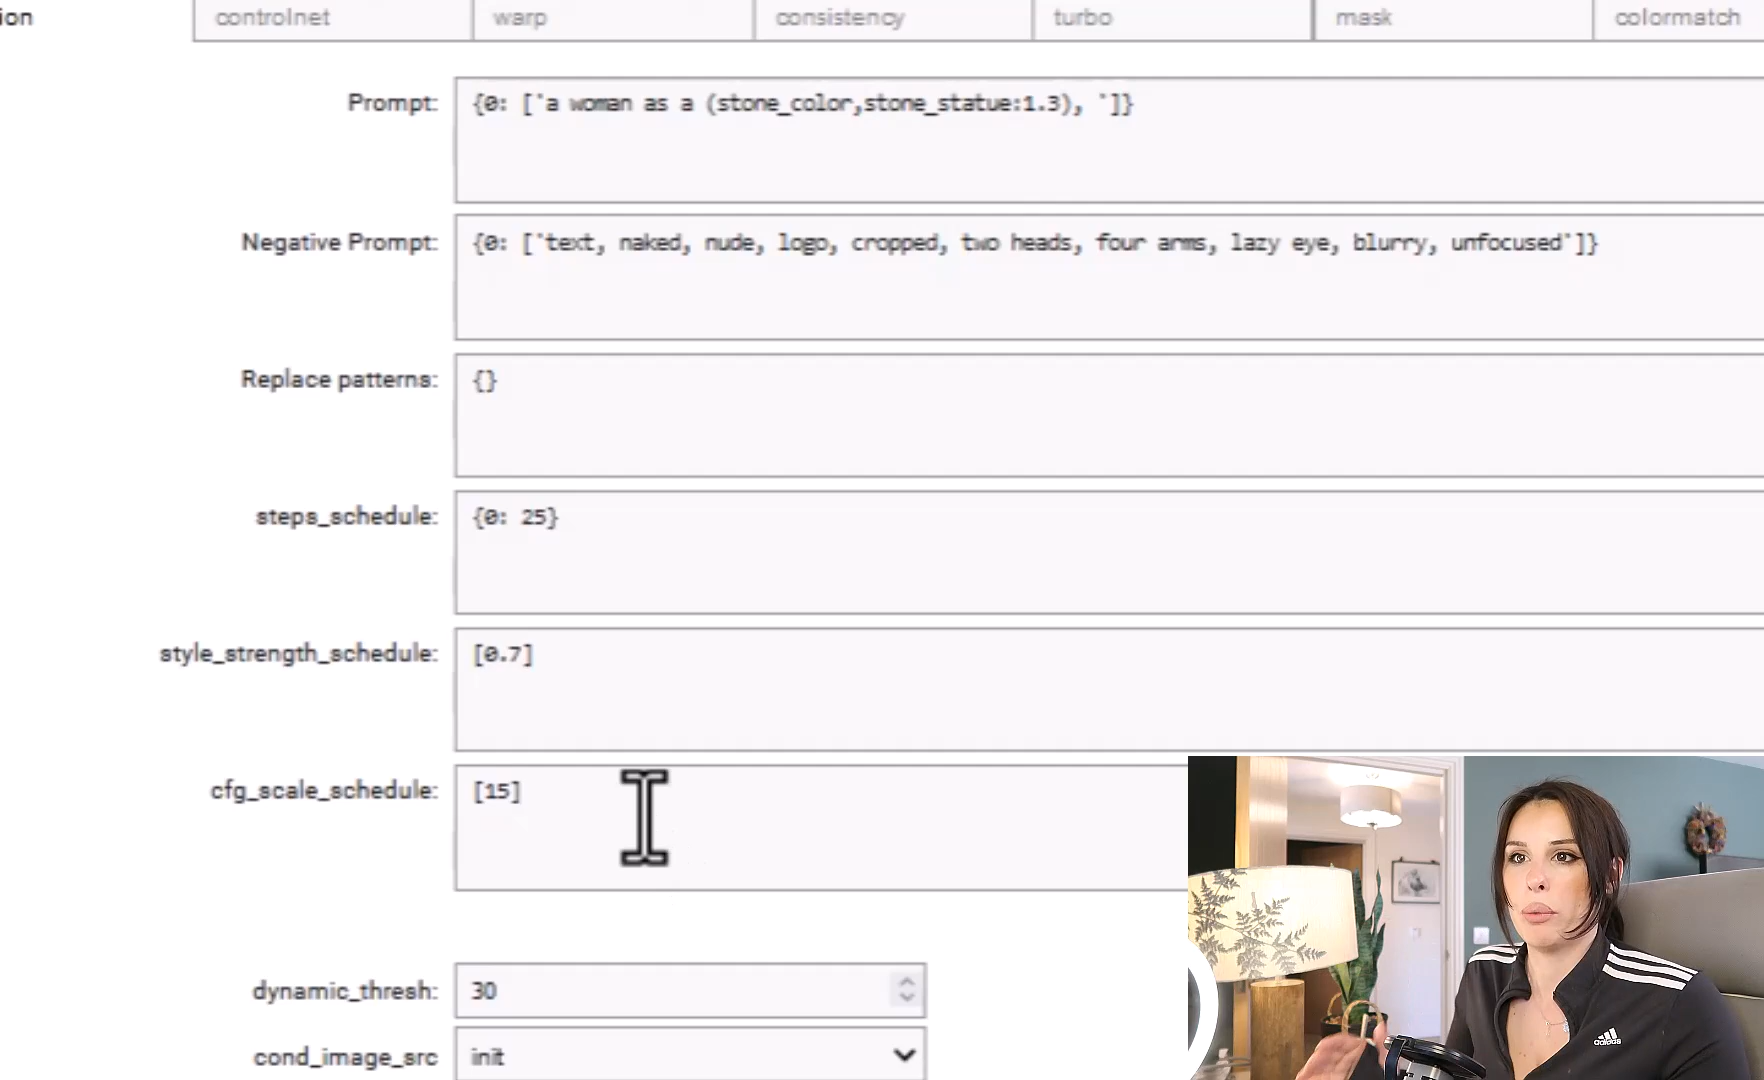 ion
controlnet
warp
consistency
turbo
mask
colormatch
Prompt:
{0: ['a woman as a (stone_color,stone_statue:1.3), ']}
Negative Prompt:
{0: ['text, naked, nude, logo, cropped, two heads, four arms, lazy eye, blurry, unfocused']}
Replace patterns:
{}
steps_schedule:
{0: 25}
style_strength_schedule:
[0.7]
cfg_scale_schedule:
[15]
dynamic_thresh:
30
cond_image_src
init
adidas